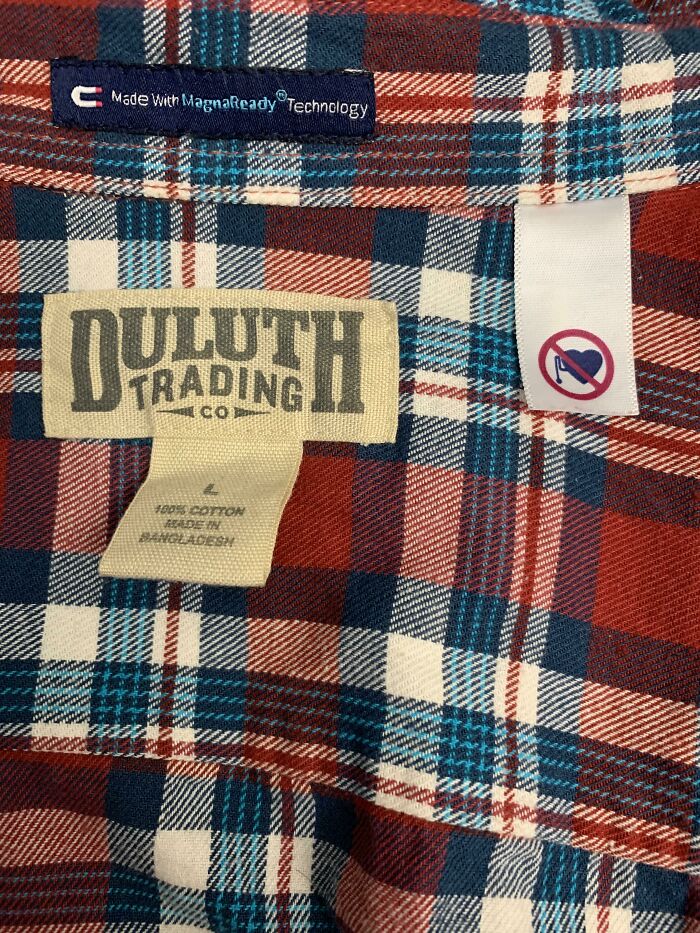 Made With MagnaReady® Technology
DULUTH
TRADING
CO
L
100% COTTON
MADE IN
BANGLADESH